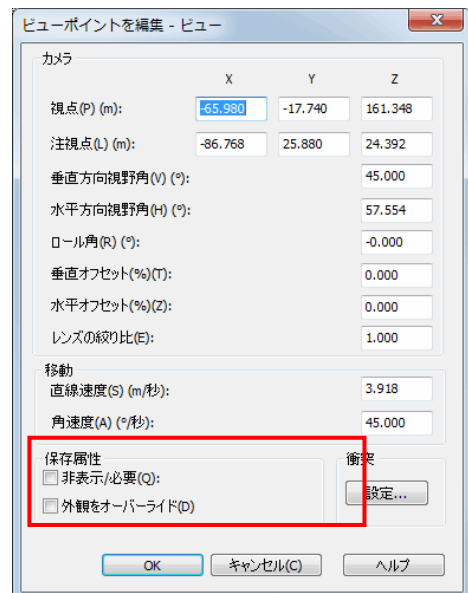 ビューポイントを編集 - ビュー
カメラ
X Y Z
視点(P) (m): -65.980 -17.740 161.348
注視点(L) (m): -86.768 25.880 24.392
垂直方向視野角(V) (°): 45.000
水平方向視野角(H) (°): 57.554
ロール角(R) (°): -0.000
垂直オフセット(%)(T): 0.000
水平オフセット(%)(Z): 0.000
レンズの絞り比(E): 1.000
移動
直線速度(S) (m/秒): 3.918
角速度(A) (°/秒): 45.000
保存属性 衝突
非表示/必要(Q):
設定...
外観をオーバーライド(D)
OK キャンセル(C) ヘルプ